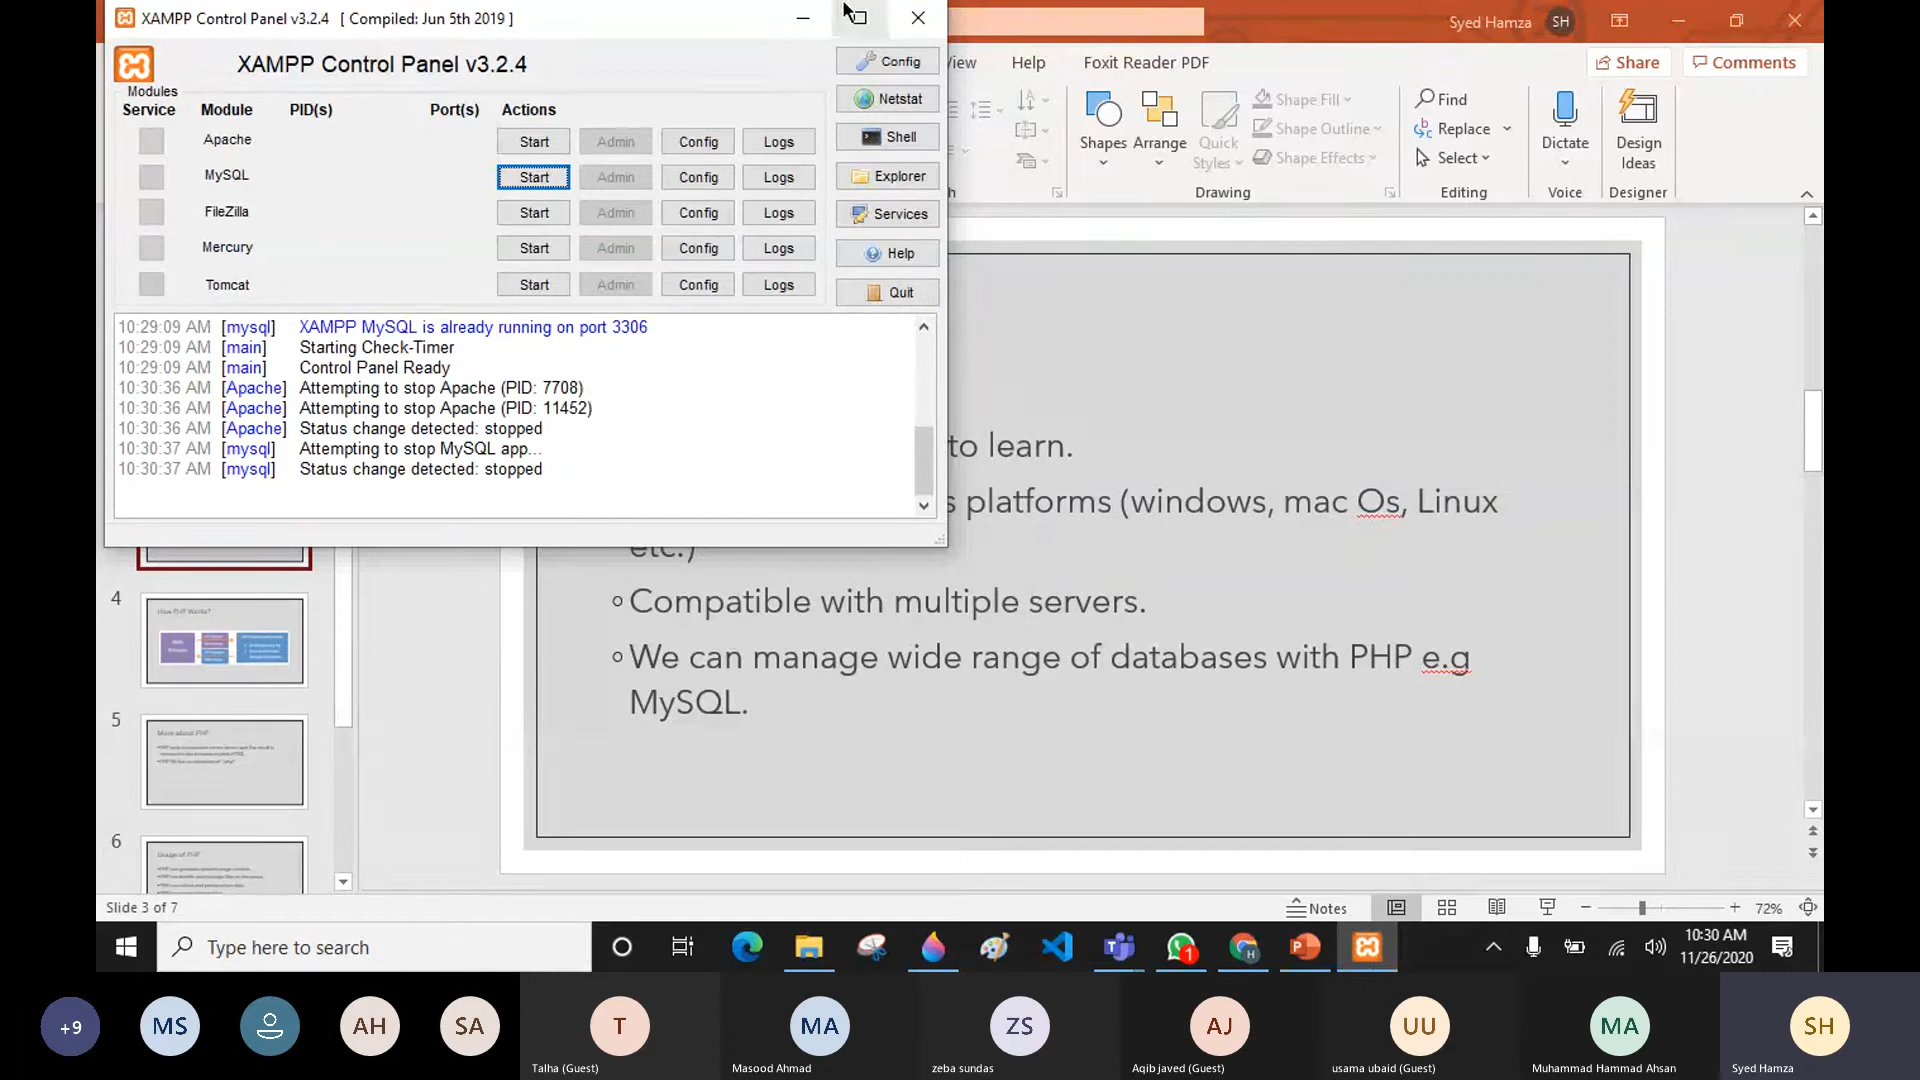 XAMPP Control Panel v3.2.4 [ Compiled: Jun 5th 2019 ]
Syed Hamza SH
XAMPP Control Panel v3.2.4
Config
Modules
Service Module PID(s) Port(s) Actions
Netstat
Apache Start Admin Config Logs
Shell
MySQL Start Admin Config Logs
Explorer
FileZilla Start Admin Config Logs
Services
Mercury Start Admin Config Logs
Help
Tomcat Start Admin Config Logs
Quit
10:29:09 AM [mysql] XAMPP MySQL is already running on port 3306
10:29:09 AM [main] Starting Check-Timer
10:29:09 AM [main] Control Panel Ready
10:30:36 AM [Apache] Attempting to stop Apache (PID: 7708)
10:30:36 AM [Apache] Attempting to stop Apache (PID: 11452)
10:30:36 AM [Apache] Status change detected: stopped
10:30:37 AM [mysql] Attempting to stop MySQL app...
10:30:37 AM [mysql] Status change detected: stopped
Help Foxit Reader PDF Share Comments
Shapes Arrange Quick Styles
Shape Fill
Shape Outline
Shape Effects
Drawing
Find
Replace
Select
Editing
Dictate
Voice
Design Ideas
Designer
to learn.
platforms (windows, mac Os, Linux
etc.)
Compatible with multiple servers.
We can manage wide range of databases with PHP e.g
MySQL.
4
How PHP Works?
5
More about PHP
6
Usage of PHP
Slide 3 of 7
Notes
72%
Type here to search
1
10:30 AM
11/26/2020
+9 MS AH SA T MA ZS AJ UU MA SH
Talha (Guest) Masood Ahmad zeba sundas Aqib javed (Guest) usama ubaid (Guest) Muhammad Hammad Ahsan Syed Hamza